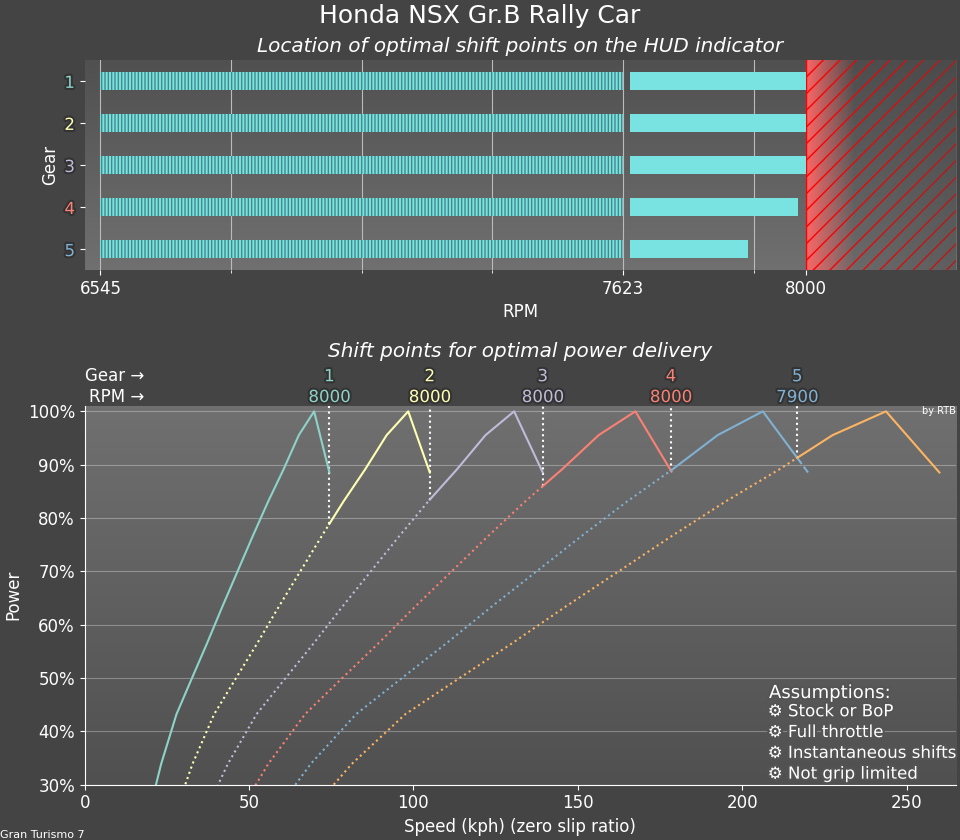 Honda NSX Gr.B Rally Car
Location of optimal shift points on the HUD indicator
Gear
1
2
3
4
5
6545 7623 8000
RPM
Shift points for optimal power delivery
Gear → 1 2 3 4 5
RPM → 8000 8000 8000 8000 7900
by RTB
Power
100%
90%
80%
70%
60%
50%
40%
30%
Assumptions:
⚙ Stock or BoP
⚙ Full throttle
⚙ Instantaneous shifts
⚙ Not grip limited
0 50 100 150 200 250
Speed (kph) (zero slip ratio)
Gran Turismo 7